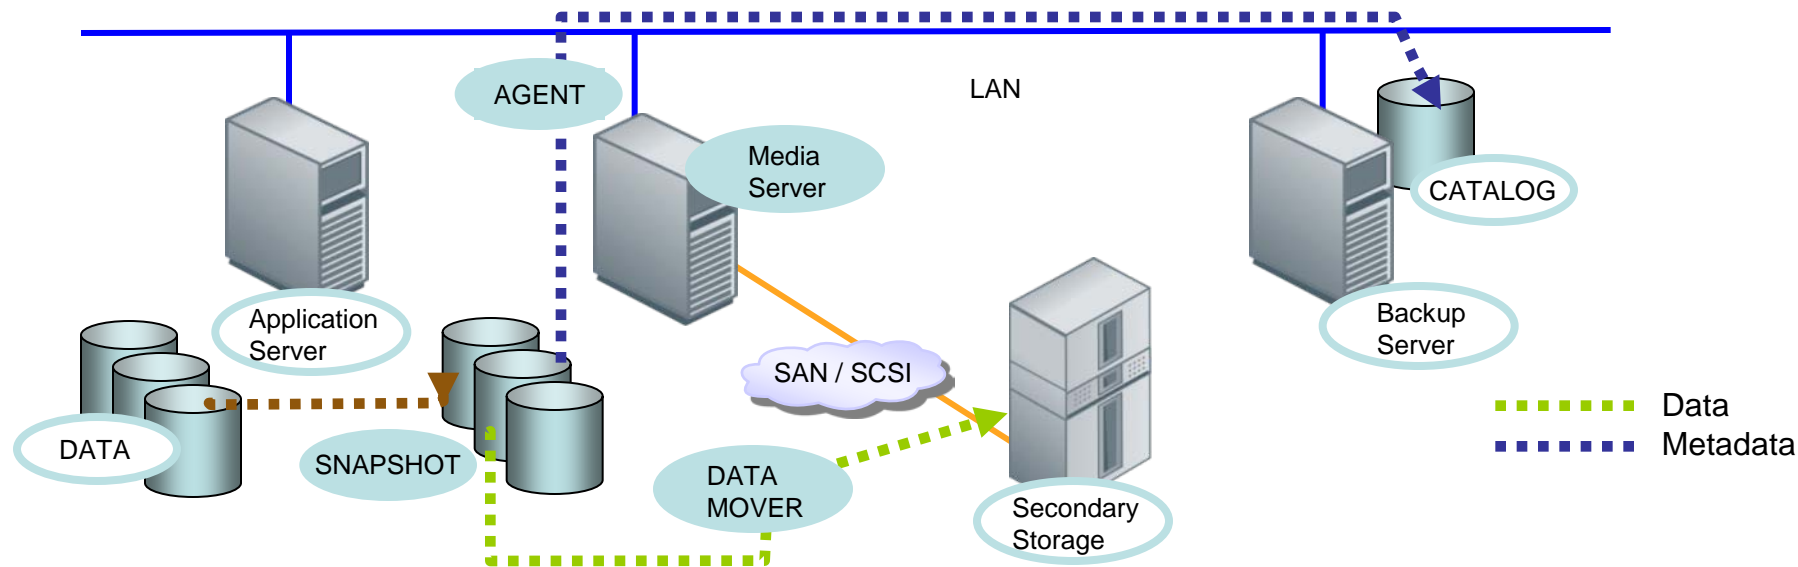 LAN
AGENT
Media
Server
CATALOG
Application
Server
Backup
Server
SAN / SCSI
DATA
SNAPSHOT
DATA
MOVER
Secondary
Storage
Data
Metadata